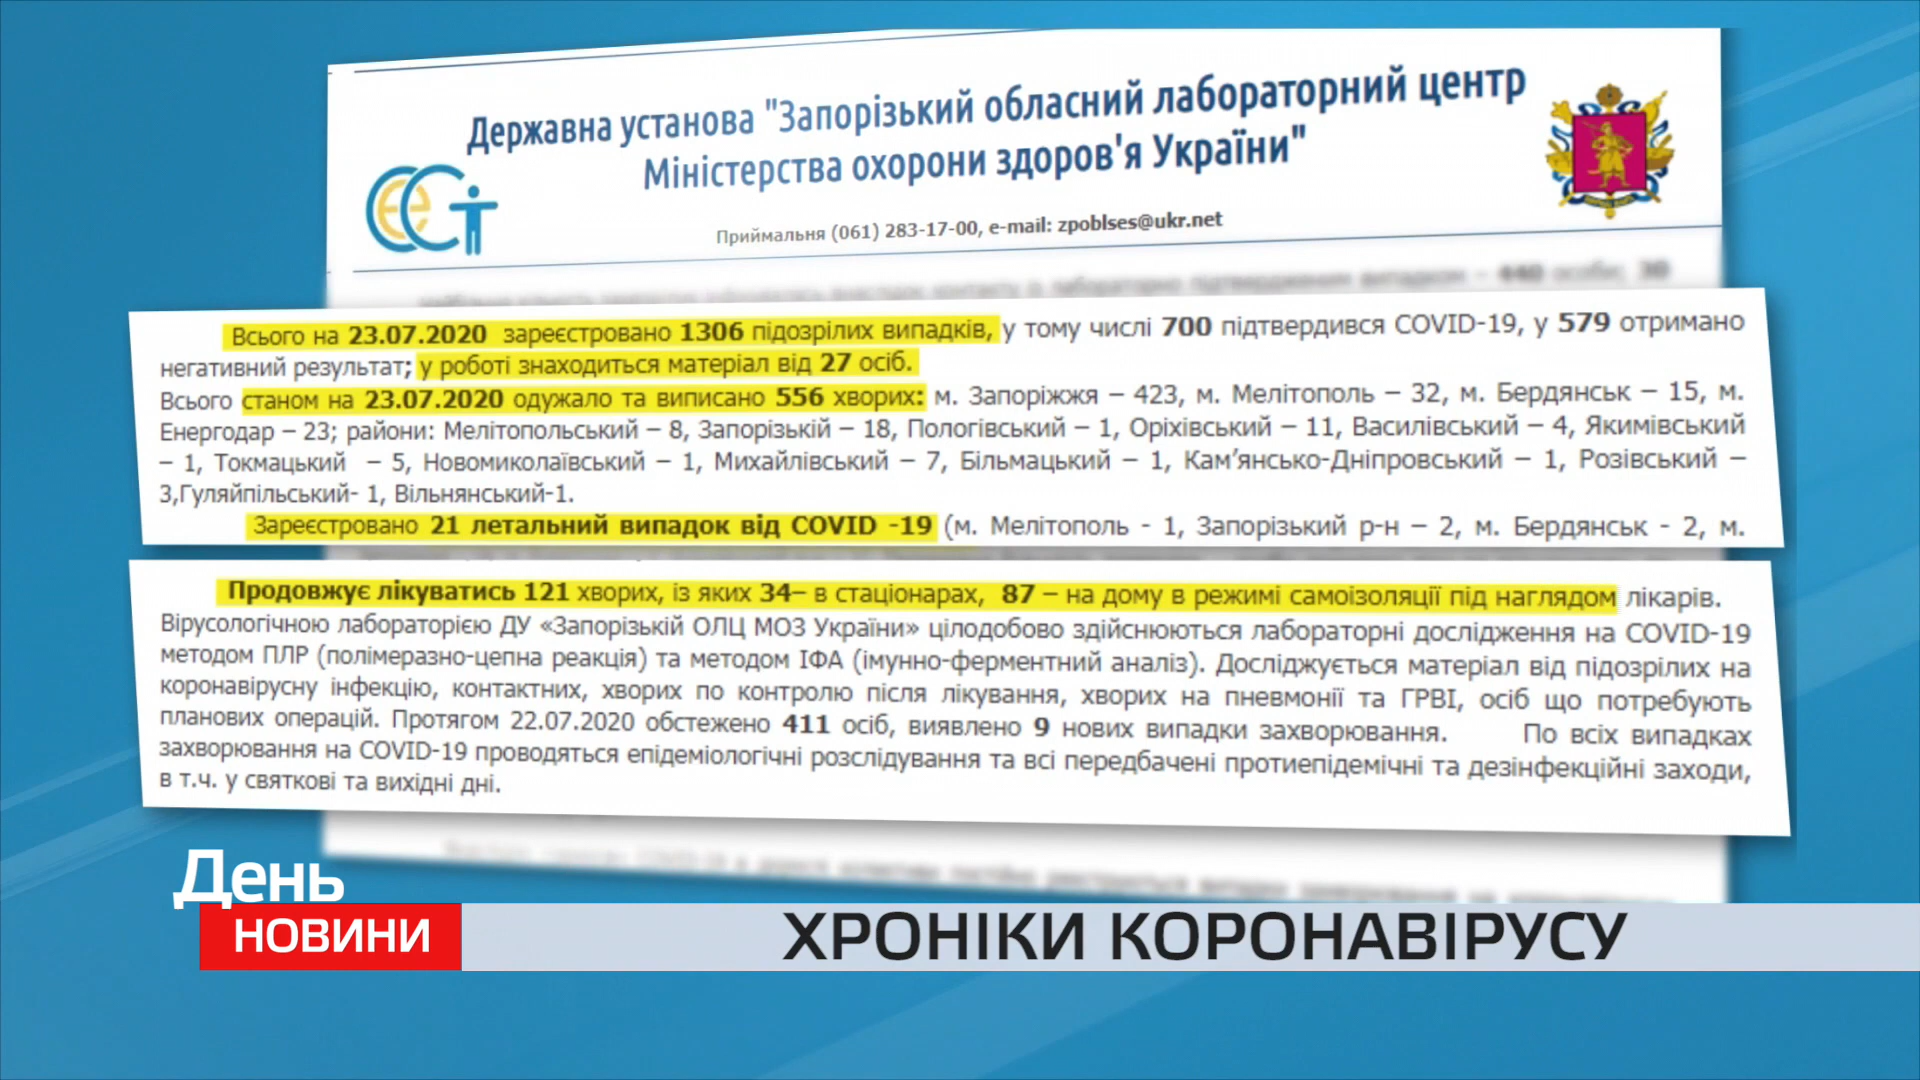 Державна установа "Запорізький обласний лабораторний центр
Міністерства охорони здоров'я України"
Приймальня (061) 283-17-00, e-mail: zpoblses@ukr.net
лабораторно підтвердженим випадком – 440 особи; 30
Всього на 23.07.2020 зареєстровано 1306 підозрілих випадків, у тому числі 700 підтвердився COVID-19, у 579 отримано
негативний результат; у роботі знаходиться матеріал від 27 осіб.
Всього станом на 23.07.2020 одужало та виписано 556 хворих: м. Запоріжжя – 423, м. Мелітополь – 32, м. Бердянськ – 15, м.
Енергодар – 23; райони: Мелітопольський – 8, Запорізькій – 18, Пологівський – 1, Оріхівський – 11, Василівський – 4, Якимівський
– 1, Токмацький – 5, Новомиколаївський – 1, Михайлівський – 7, Більмацький – 1, Кам’янсько-Дніпровський – 1, Розівський –
3,Гуляйпільський- 1, Вільнянський-1.
Зареєстровано 21 летальний випадок від COVID -19 (м. Мелітополь - 1, Запорізький р-н – 2, м. Бердянськ - 2, м.
Продовжує лікуватись 121 хворих, із яких 34– в стаціонарах, 87 – на дому в режимі самоізоляції під наглядом лікарів.
Вірусологічною лабораторією ДУ «Запорізькій ОЛЦ МОЗ України» цілодобово здійснюються лабораторні дослідження на COVID-19
методом ПЛР (полімеразно-цепна реакція) та методом ІФА (імунно-ферментний аналіз). Досліджується матеріал від підозрілих на
коронавірусну інфекцію, контактних, хворих по контролю після лікування, хворих на пневмонії та ГРВІ, осіб що потребують
планових операцій. Протягом 22.07.2020 обстежено 411 осіб, виявлено 9 нових випадки захворювання. По всіх випадках
захворювання на COVID-19 проводяться епідеміологічні розслідування та всі передбачені протиепідемічні та дезінфекційні заходи,
в т.ч. у святкові та вихідні дні.
День
НОВИНИ
ХРОНІКИ КОРОНАВІРУСУ